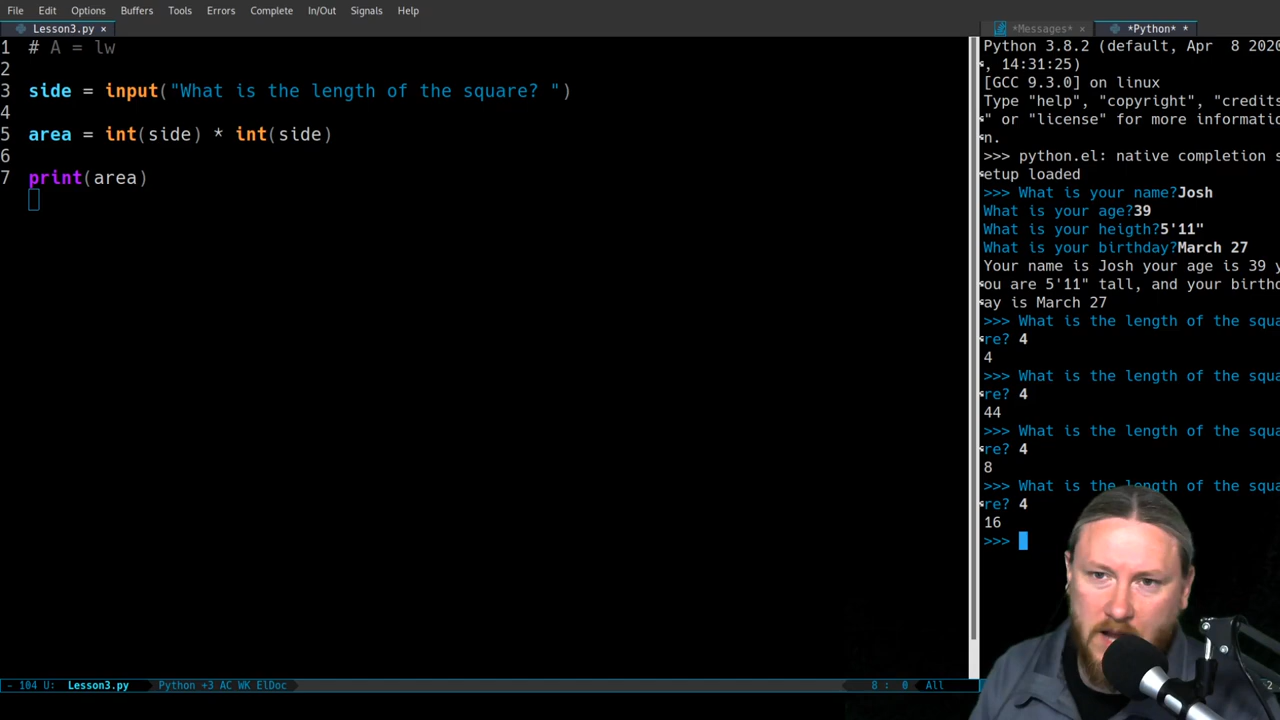 File Edit Options Buffers Tools Errors Complete In/Out Signals Help
Lesson3.py ×
*Messages* × *Python* ×
1 # A = lw
2
3 side = input("What is the length of the square? ")
4
5 area = int(side) * int(side)
6
7 print(area)
Python 3.8.2 (default, Apr 8 2020
, 14:31:25)
[GCC 9.3.0] on linux
Type "help", "copyright", "credits
" or "license" for more informatio
n.
>>> python.el: native completion s
etup loaded
>>> What is your name?Josh
What is your age?39
What is your heigth?5'11"
What is your birthday?March 27
Your name is Josh your age is 39 y
ou are 5'11" tall, and your birthd
ay is March 27
>>> What is the length of the squa
re? 4
4
>>> What is the length of the squa
re? 4
44
>>> What is the length of the squa
re? 4
8
>>> What is the length of the squa
re? 4
16
>>>
- 104 U: Lesson3.py Python +3 AC WK ElDoc 8: 0 All